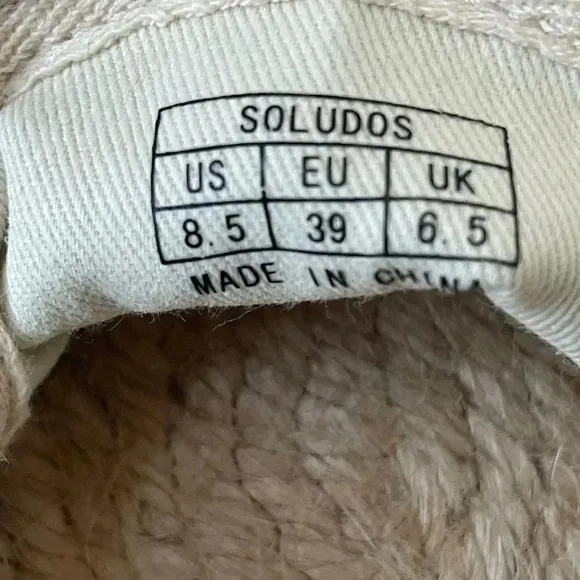 SOLUDOS
US EU UK
8.5 39 6.5
MADE IN CHINA